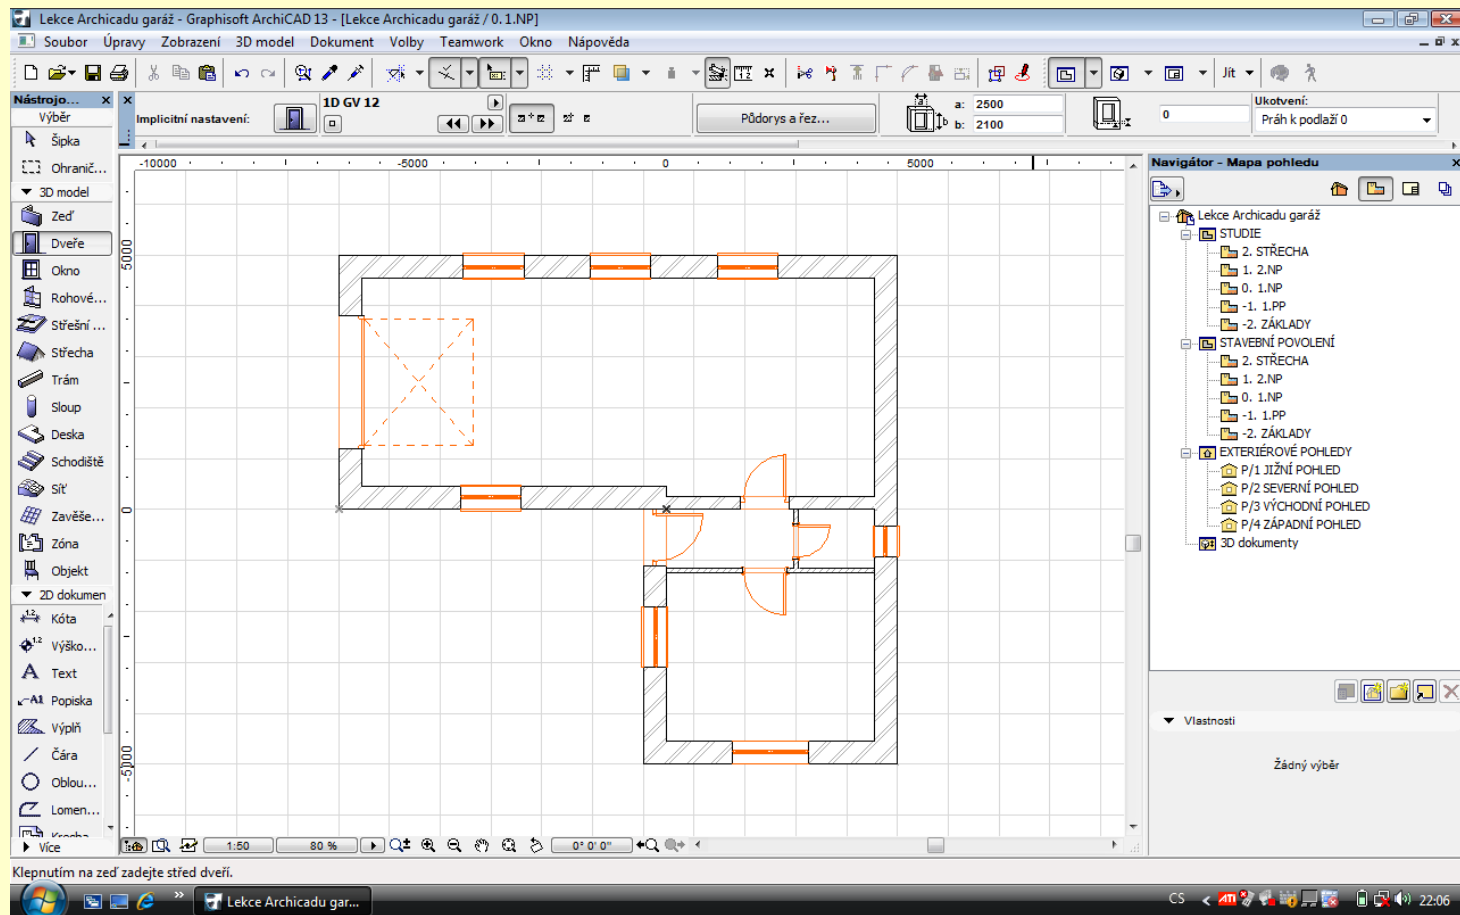 Lekce Archicadu garáž - Graphisoft ArchiCAD 13 - [Lekce Archicadu garáž / 0. 1.NP]
Soubor Úpravy Zobrazení 3D model Dokument Volby Teamwork Okno Nápověda
Jít
Nástrojo...
Výběr
Šipka
Ohranič...
3D model
Zeď
Dveře
Okno
Rohové...
Střešní ...
Střecha
Trám
Sloup
Deska
Schodiště
Síť
Zavěše...
Zóna
Objekt
2D dokumen
Kóta
Výško...
Text
Popiska
Výplň
Čára
Oblou...
Lomen...
Více
Implicitní nastavení:
1D GV 12
Půdorys a řez...
a: 2500
b: 2100
0
Ukotvení:
Práh k podlaží 0
-10000 -5000 0 5000
5000
0
-5000
Navigátor - Mapa pohledu
Lekce Archicadu garáž
STUDIE
2. STŘECHA
1. 2.NP
0. 1.NP
-1. 1.PP
-2. ZÁKLADY
STAVEBNÍ POVOLENÍ
2. STŘECHA
1. 2.NP
0. 1.NP
-1. 1.PP
-2. ZÁKLADY
EXTERIÉROVÉ POHLEDY
P/1 JIŽNÍ POHLED
P/2 SEVERNÍ POHLED
P/3 VÝCHODNÍ POHLED
P/4 ZÁPADNÍ POHLED
3D dokumenty
Vlastnosti
Žádný výběr
1:50 80 % 0° 0' 0"
Klepnutím na zeď zadejte střed dveří.
Lekce Archicadu gar...
CS
ATI
22:06